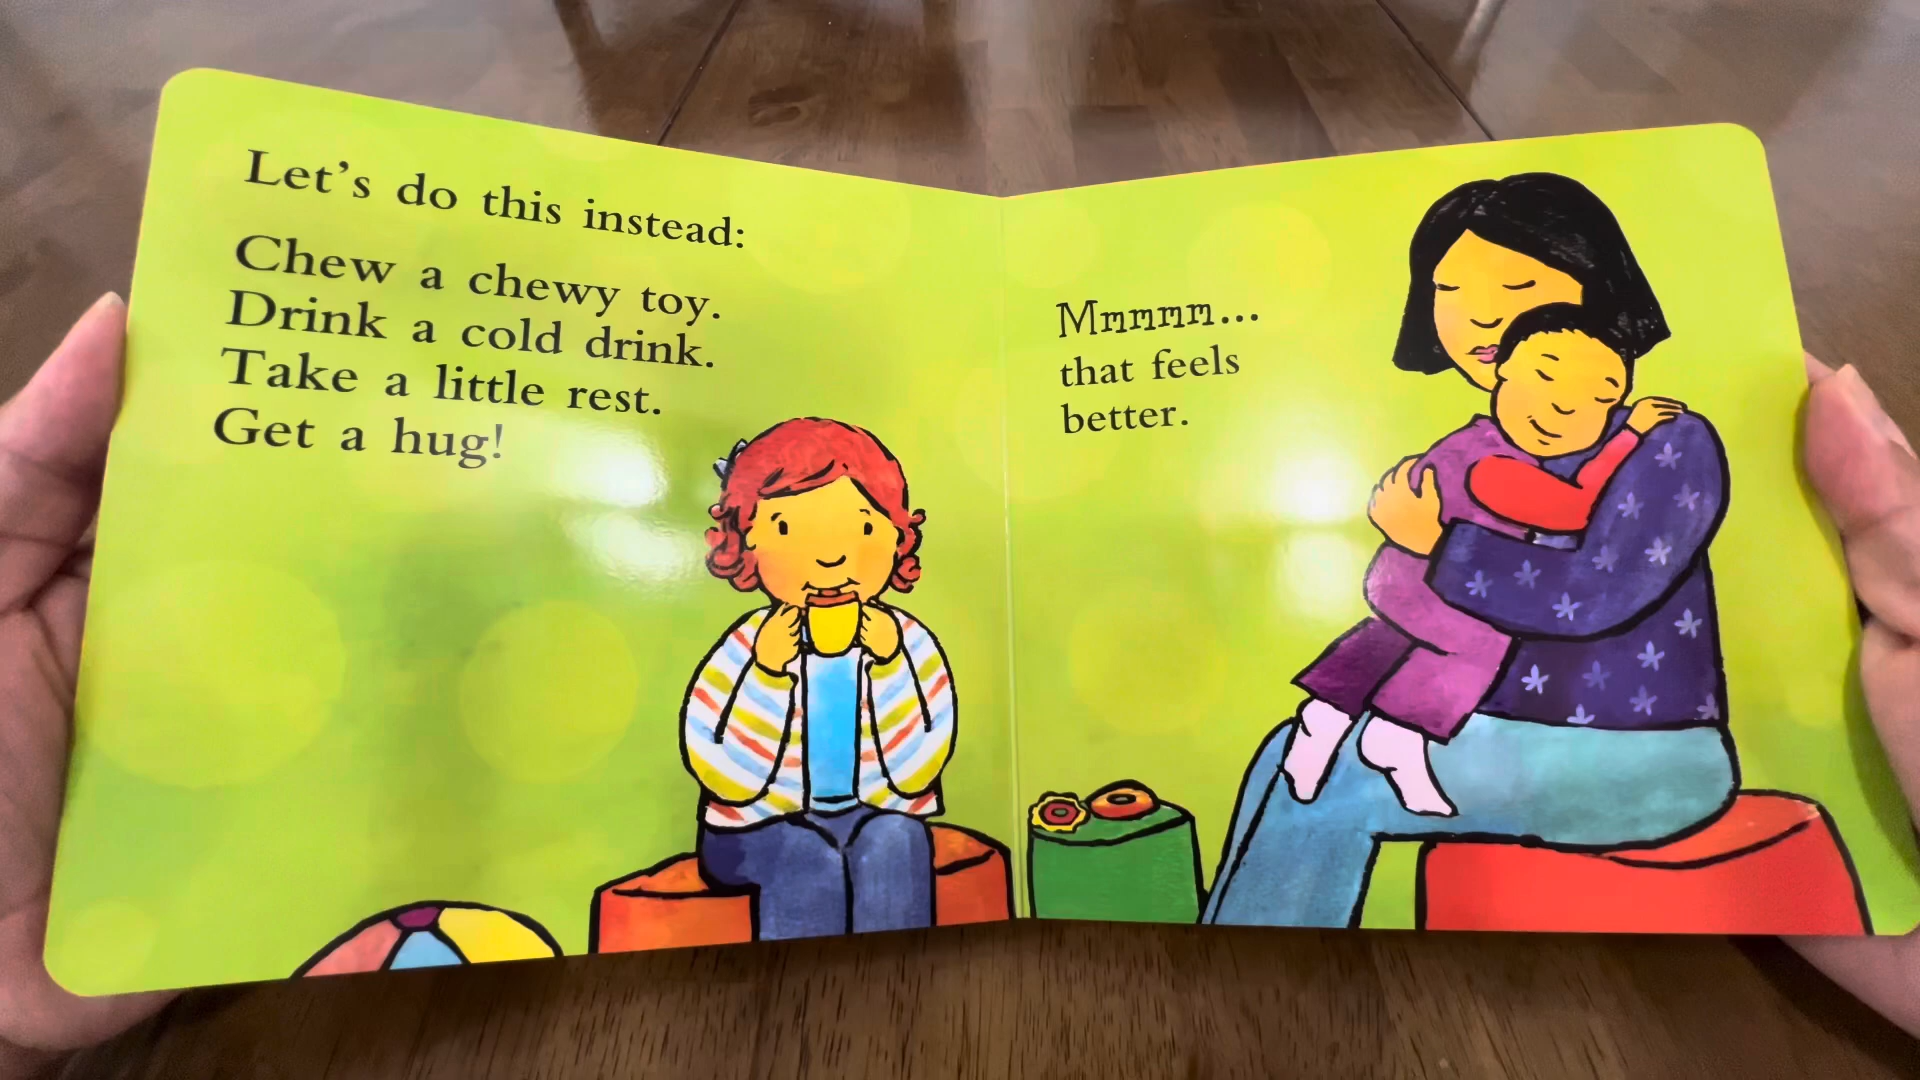 Let's do this instead:
Chew a chewy toy.
Drink a cold drink.
Take a little rest.
Get a hug!
Mmmmm...
that feels
better.